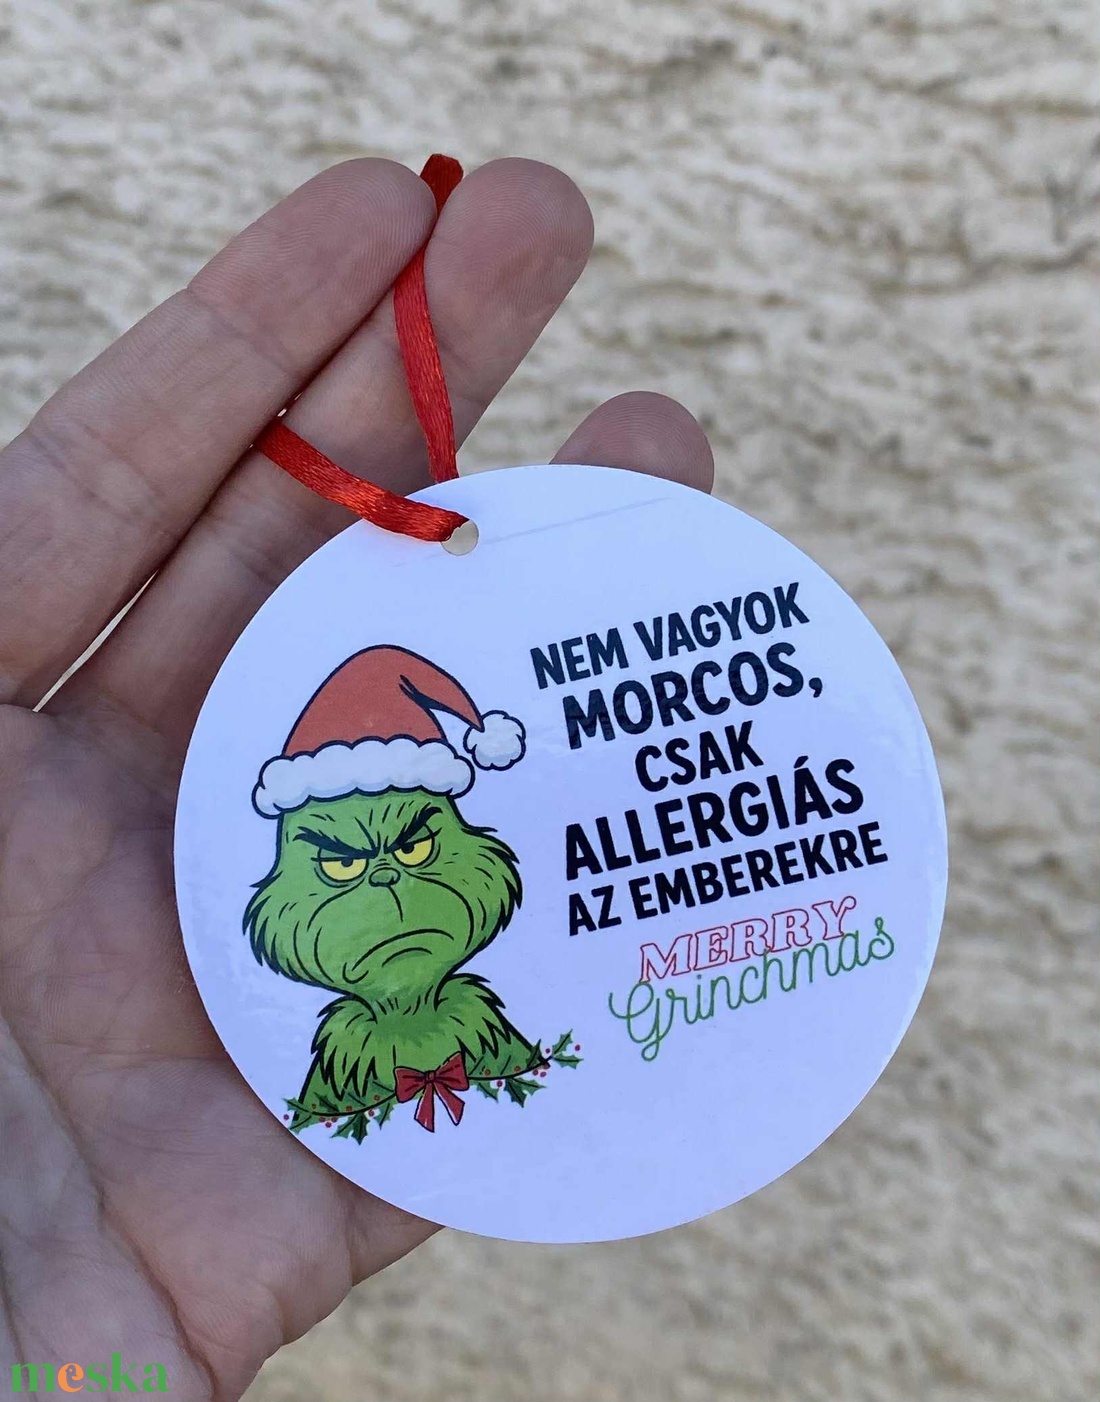 NEM VAGYOK
MORCOS,
CSAK
ALLERGIÁS
AZ EMBEREKRE
MERRY
Grinchmas
meska